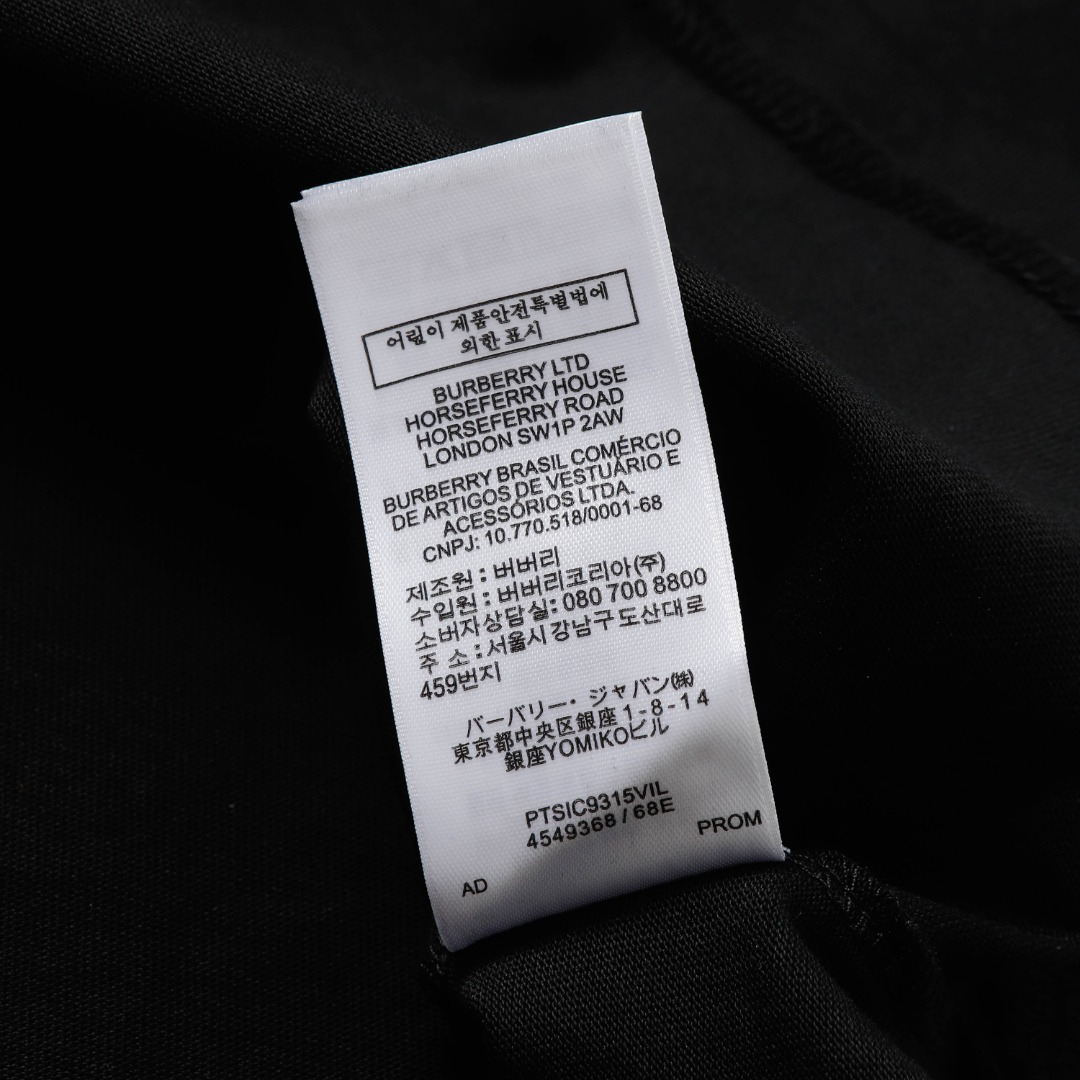 어린이 제품안전특별법에
외한 표시
BURBERRY LTD
HORSEFERRY HOUSE
HORSEFERRY ROAD
LONDON SW1P 2AW
BURBERRY BRASIL COMÉRCIO
DE ARTIGOS DE VESTUÁRIO E
ACESSÓRIOS LTDA.
CNPJ: 10.770.518/0001-68
제조원 : 버버리
수입원 : 버버리코리아(주)
소버자상담실: 080 700 8800
주 소 : 서울시 강남구 도산대로
459번지
バーバリー・ジャパン㈱
東京都中央区銀座1-8-14
銀座YOMIKOビル
PTSIC9315VIL
4549368 / 68E
PROM
AD